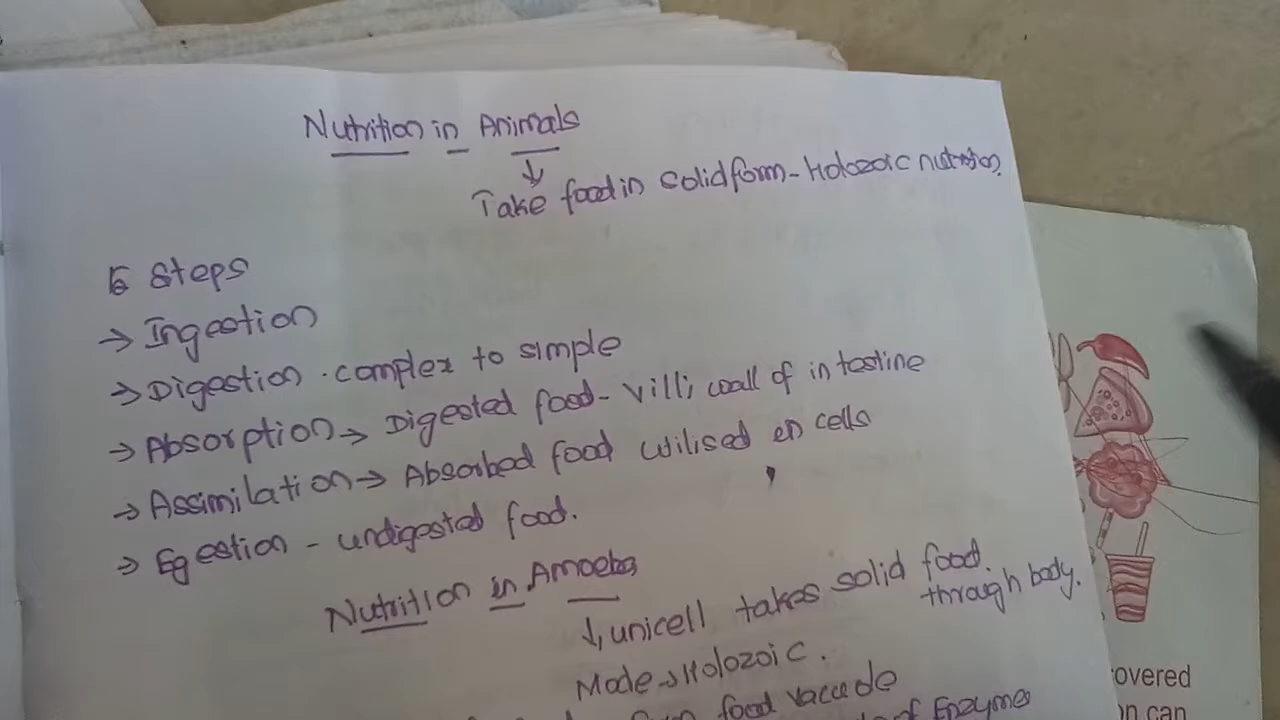 Nutrition in Animals
↓
Take food in solid form - Holozoic nutrition.
5 Steps
→ Ingestion
→ Digestion . complex to simple
→ Absorption → Digested food - villi wall of intestine
→ Assimilation → Absorbed food utilised in cells
→ Egestion - undigested food.
Nutrition in Amoeba
↓ unicell takes solid food.
through body.
Mode → Holozoic.
food vacuole
of Enzymes
overed
on can